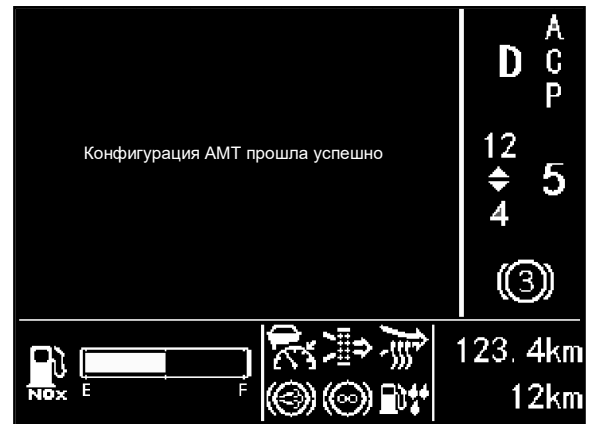 Конфигурация АМТ прошла успешно
A
D C
P
12
5
4
3
NOx E F
123.4km
12km